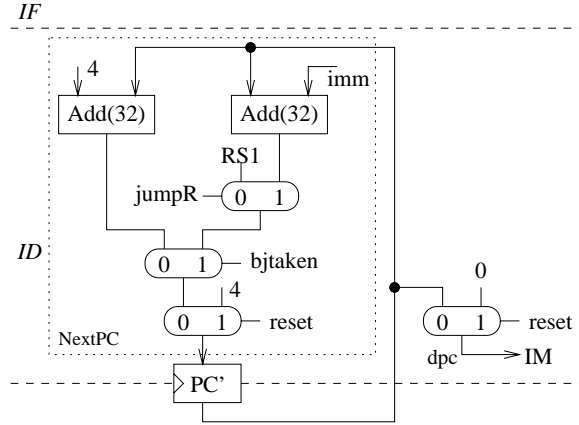 IF
4
imm
Add(32)
Add(32)
RS1
jumpR
0 1
ID
0 1
bjtaken
0
4
0 1
reset
0 1
reset
NextPC
dpc
IM
PC'